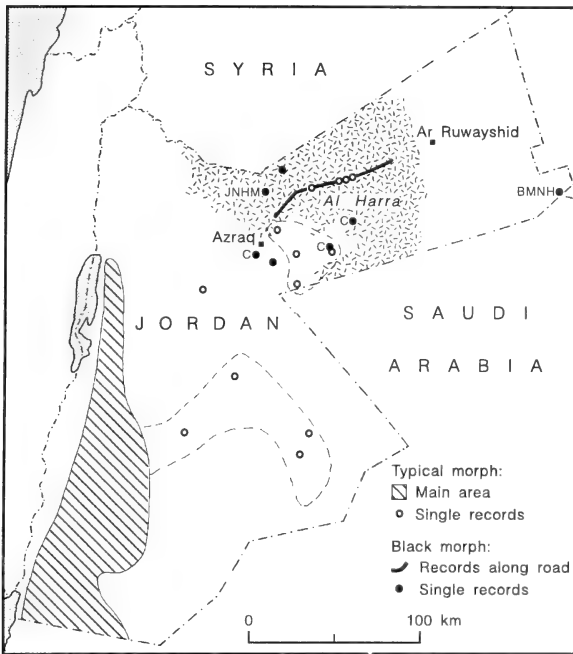 S Y R I A
Ar Ruwayshid
JNHM
BMNH
Al Harra
C
Azraq
C
C
J O R D A N
S A U D I
A R A B I A
Typical morph:
Main area
Single records
Black morph:
Records along road
Single records
0 100 km